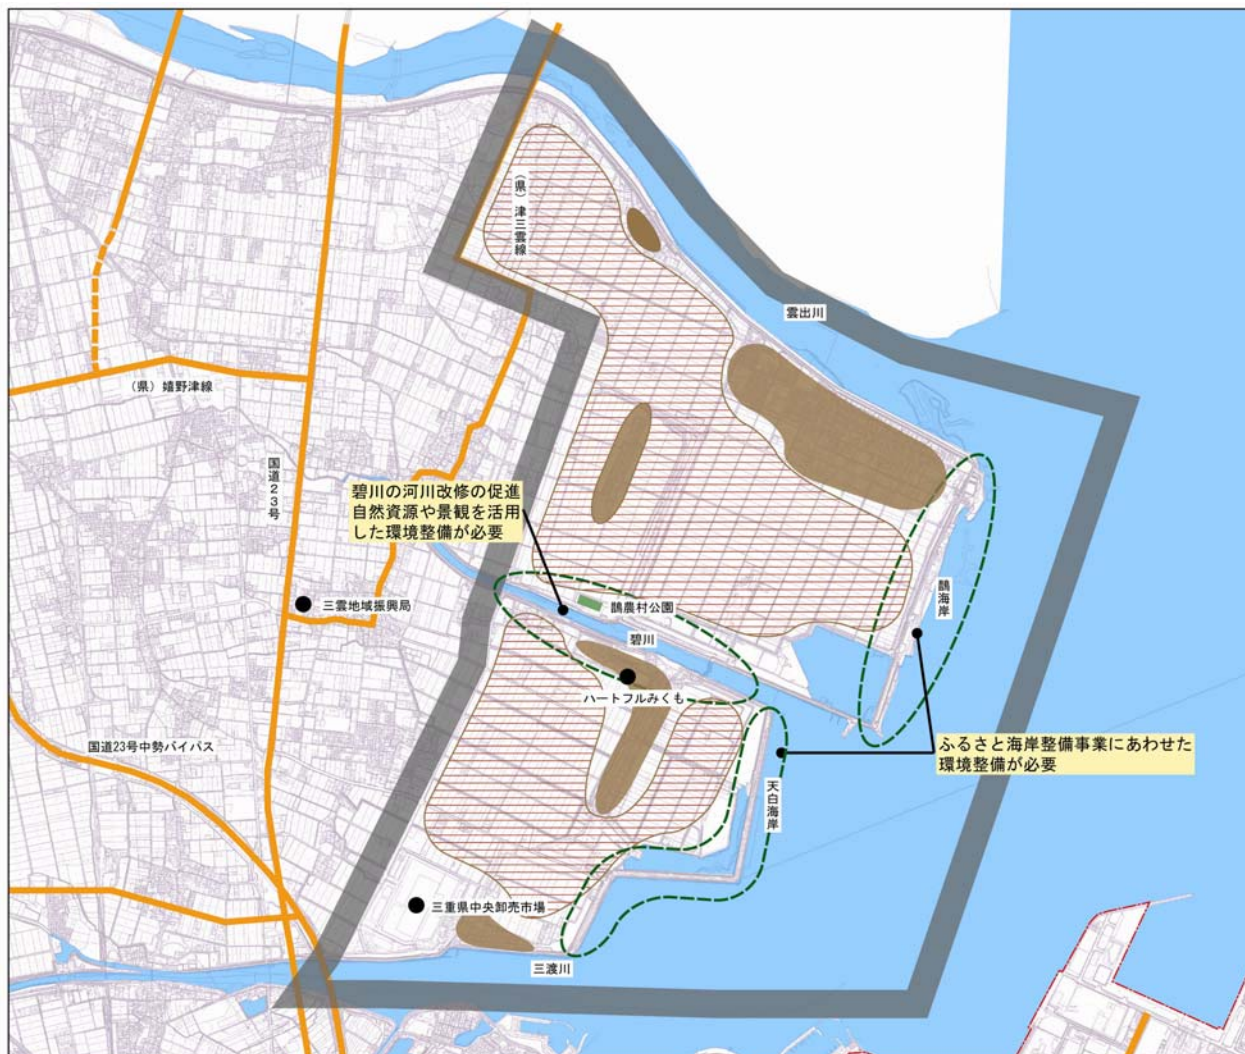 （県）津三雲線
雲出川
（県）嬉野津線
国道２３号
碧川の河川改修の促進
自然資源や景観を活用
した環境整備が必要
三雲地域振興局
鵲農村公園
碧川
鵲海岸
ハートフルみくも
国道23号中勢バイパス
ふるさと海岸整備事業にあわせた
環境整備が必要
天白海岸
三重県中央卸売市場
三渡川